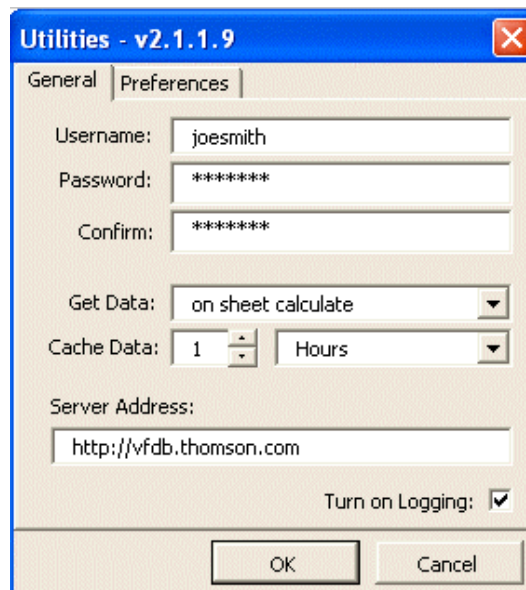 Utilities - v2.1.1.9
General Preferences
Username: joesmith
Password: *******
Confirm: *******
Get Data: on sheet calculate
Cache Data: 1 Hours
Server Address:
http://vfdb.thomson.com
Turn on Logging:
OK Cancel